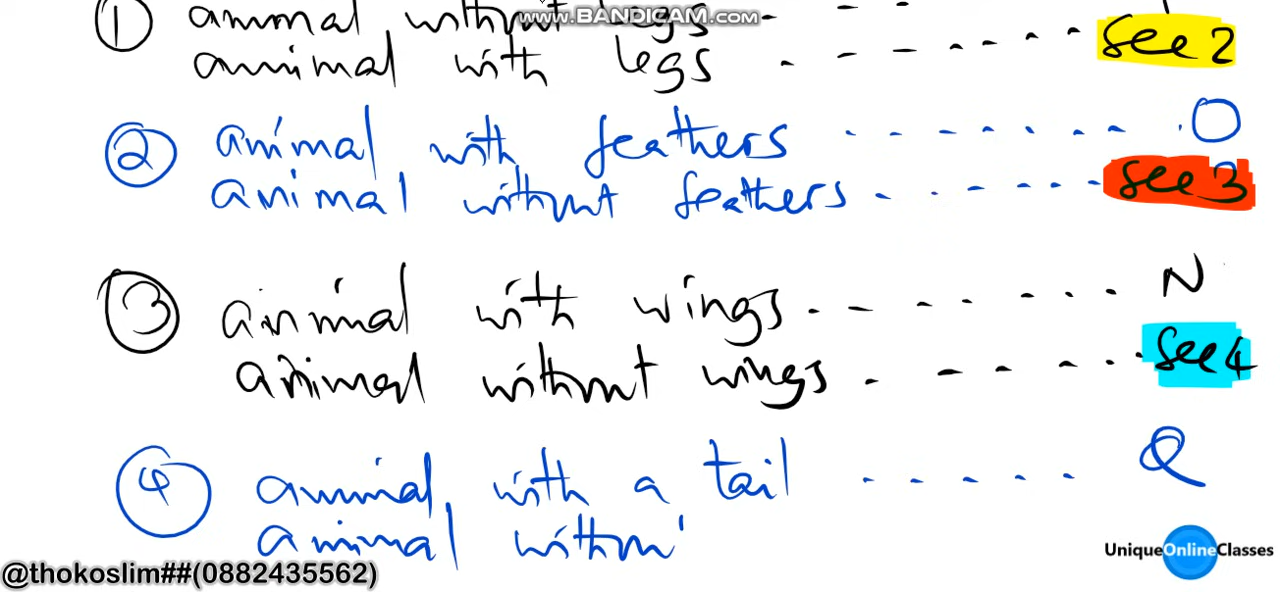 www.BANDICAM.com
① animal without legs - - -
animal with legs - - - - - - - see 2
② animal with feathers - - - - - - - O
animal without feathers - - - - - - - see 3
③ animal with wings - - - - - - - N
animal without wings - - - - - - see 4
④ animal with a tail - - - - - Q
animal
UniqueOnlineClasses
@thokoslim##(0882435562)